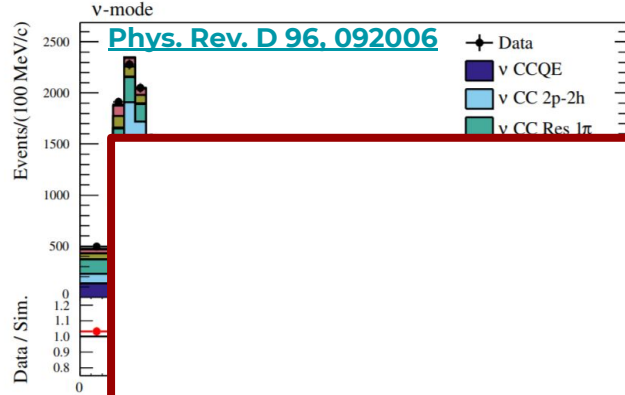 ν-mode
Phys. Rev. D 96, 092006
Events/(100 MeV/c)
2500
2000
1500
1000
500
0
Data
ν CCQE
ν CC 2p-2h
ν CC Res 1π
Data / Sim.
1.2
1.1
1.0
0.9
0.8
0